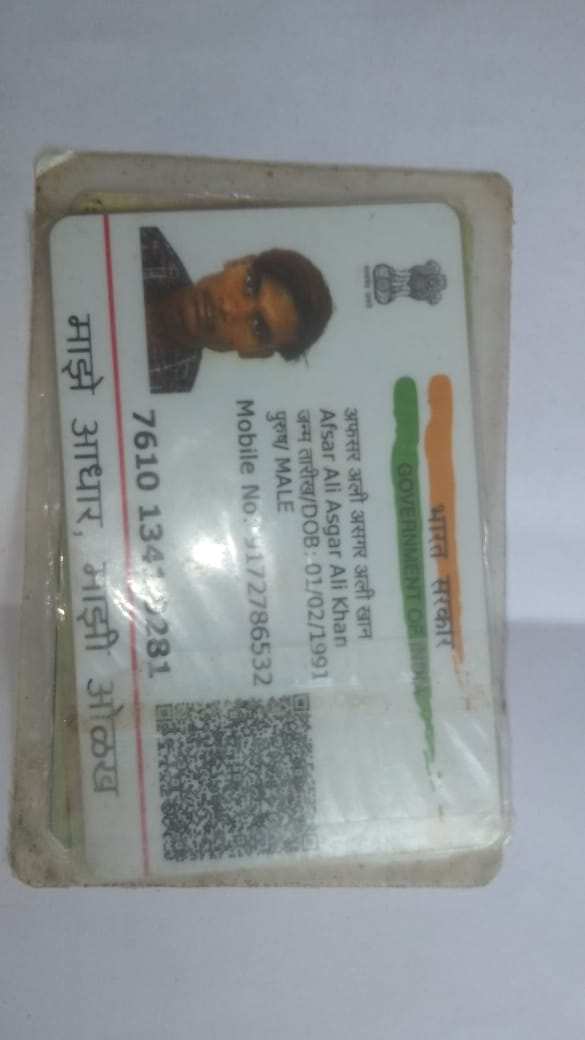 भारत सरकार
GOVERNMENT OF INDIA
अफसर अली असगर अली खान
Afsar Ali Asgar Ali Khan
जन्म तारीख/DOB: 01/02/1991
पुरुष/ MALE
Mobile No: 9172786532
7610 134
281
माझे आधार, माझी ओळख